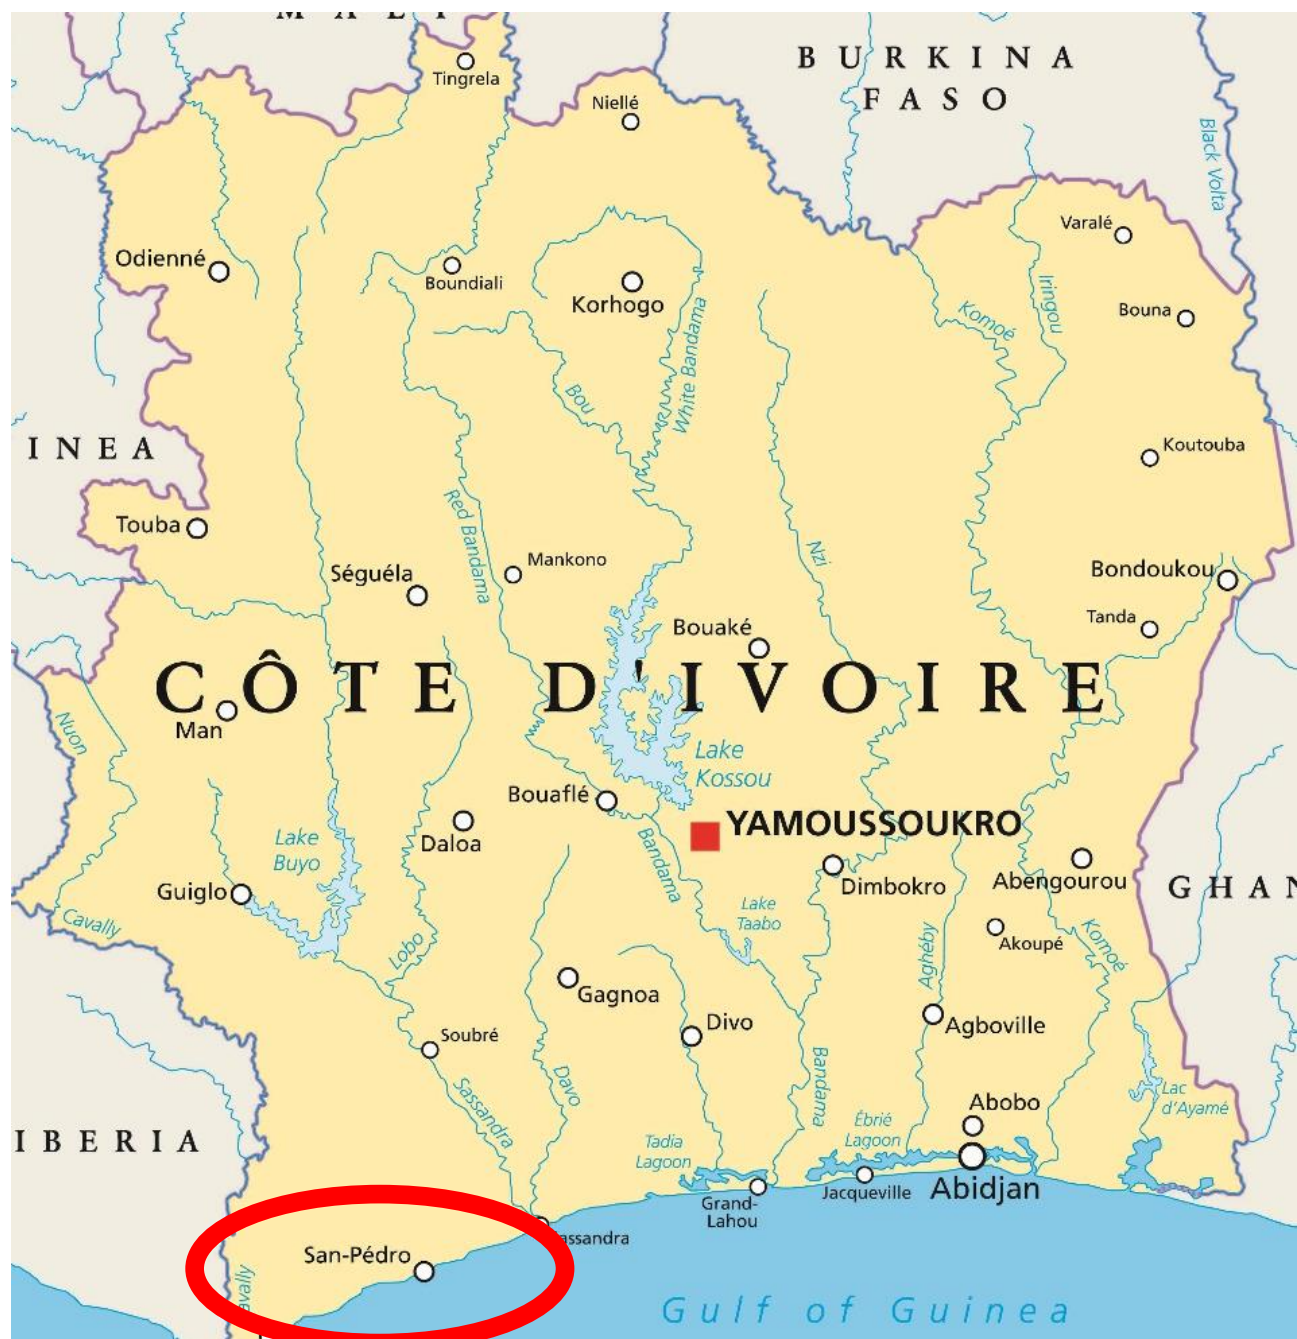 M A L I
BURKINA
FASO
Tingrela
Niellé
Black Volta
Varalé
Odienné
Boundiali
Korhogo
Iringou
Komoé
Bouna
White Bandama
Bou
INEA
Koutouba
Touba
Red Bandama
Mankono
Nzi
Séguéla
Bondoukou
Tanda
Bouaké
CÔTE D'IVOIRE
Nuon
Man
Lake
Kossou
Bouaflé
YAMOUSSOUKRO
Lake
Buyo
Daloa
Bandama
Dimbokro
Abengourou
GHAN
Guiglo
Cavally
Lake
Taabo
Lobo
Aghéby
Akoupé
Komoé
Gagnoa
Divo
Agboville
Soubré
Sassandra
Davo
Bandama
Lac
d'Ayamé
Abobo
IBERIA
Tadia
Lagoon
Ébrié
Lagoon
Grand-
Lahou
Jacqueville
Abidjan
assandra
San-Pédro
avally
Gulf of Guinea